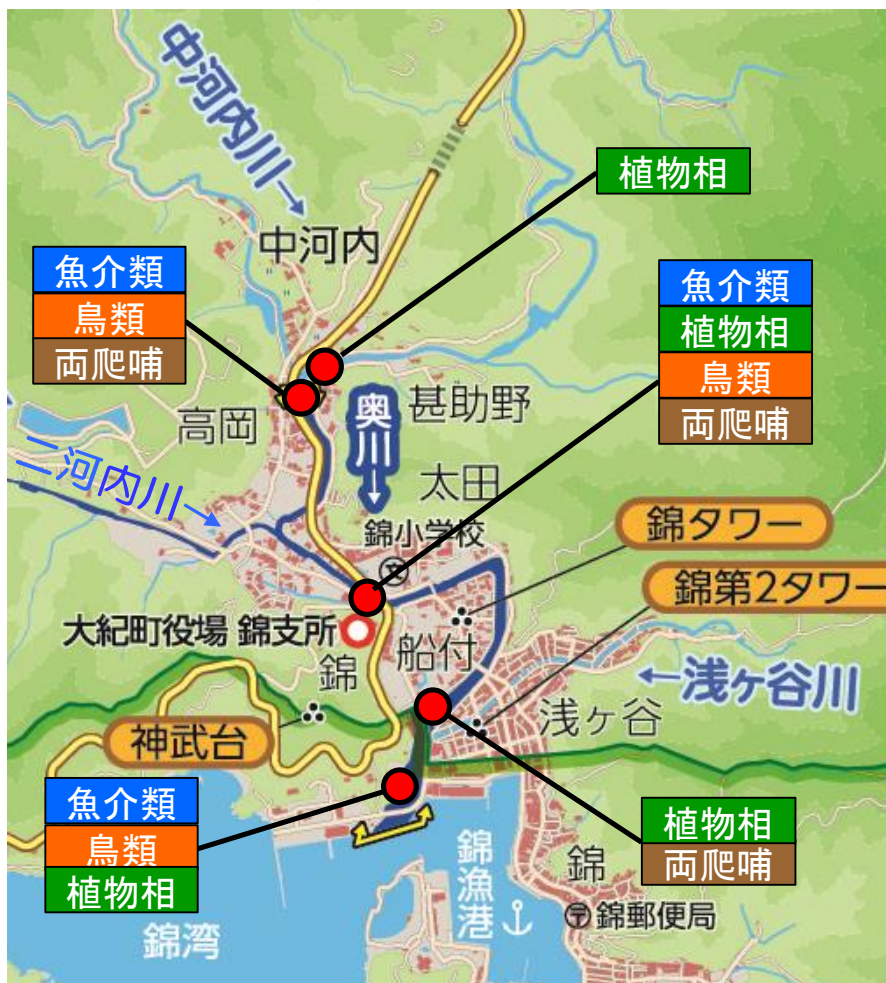 中河内川→
植物相
中河内
魚介類
鳥類
両爬哺
魚介類
植物相
鳥類
両爬哺
高岡
奥川→
甚助野
二河内川→
太田
錦小学校
文
錦タワー
錦第2タワー
大紀町役場 錦支所
船付
錦
←浅ヶ谷川
浅ヶ谷
神武台
魚介類
鳥類
植物相
植物相
両爬哺
錦漁港
錦
〒錦郵便局
錦湾